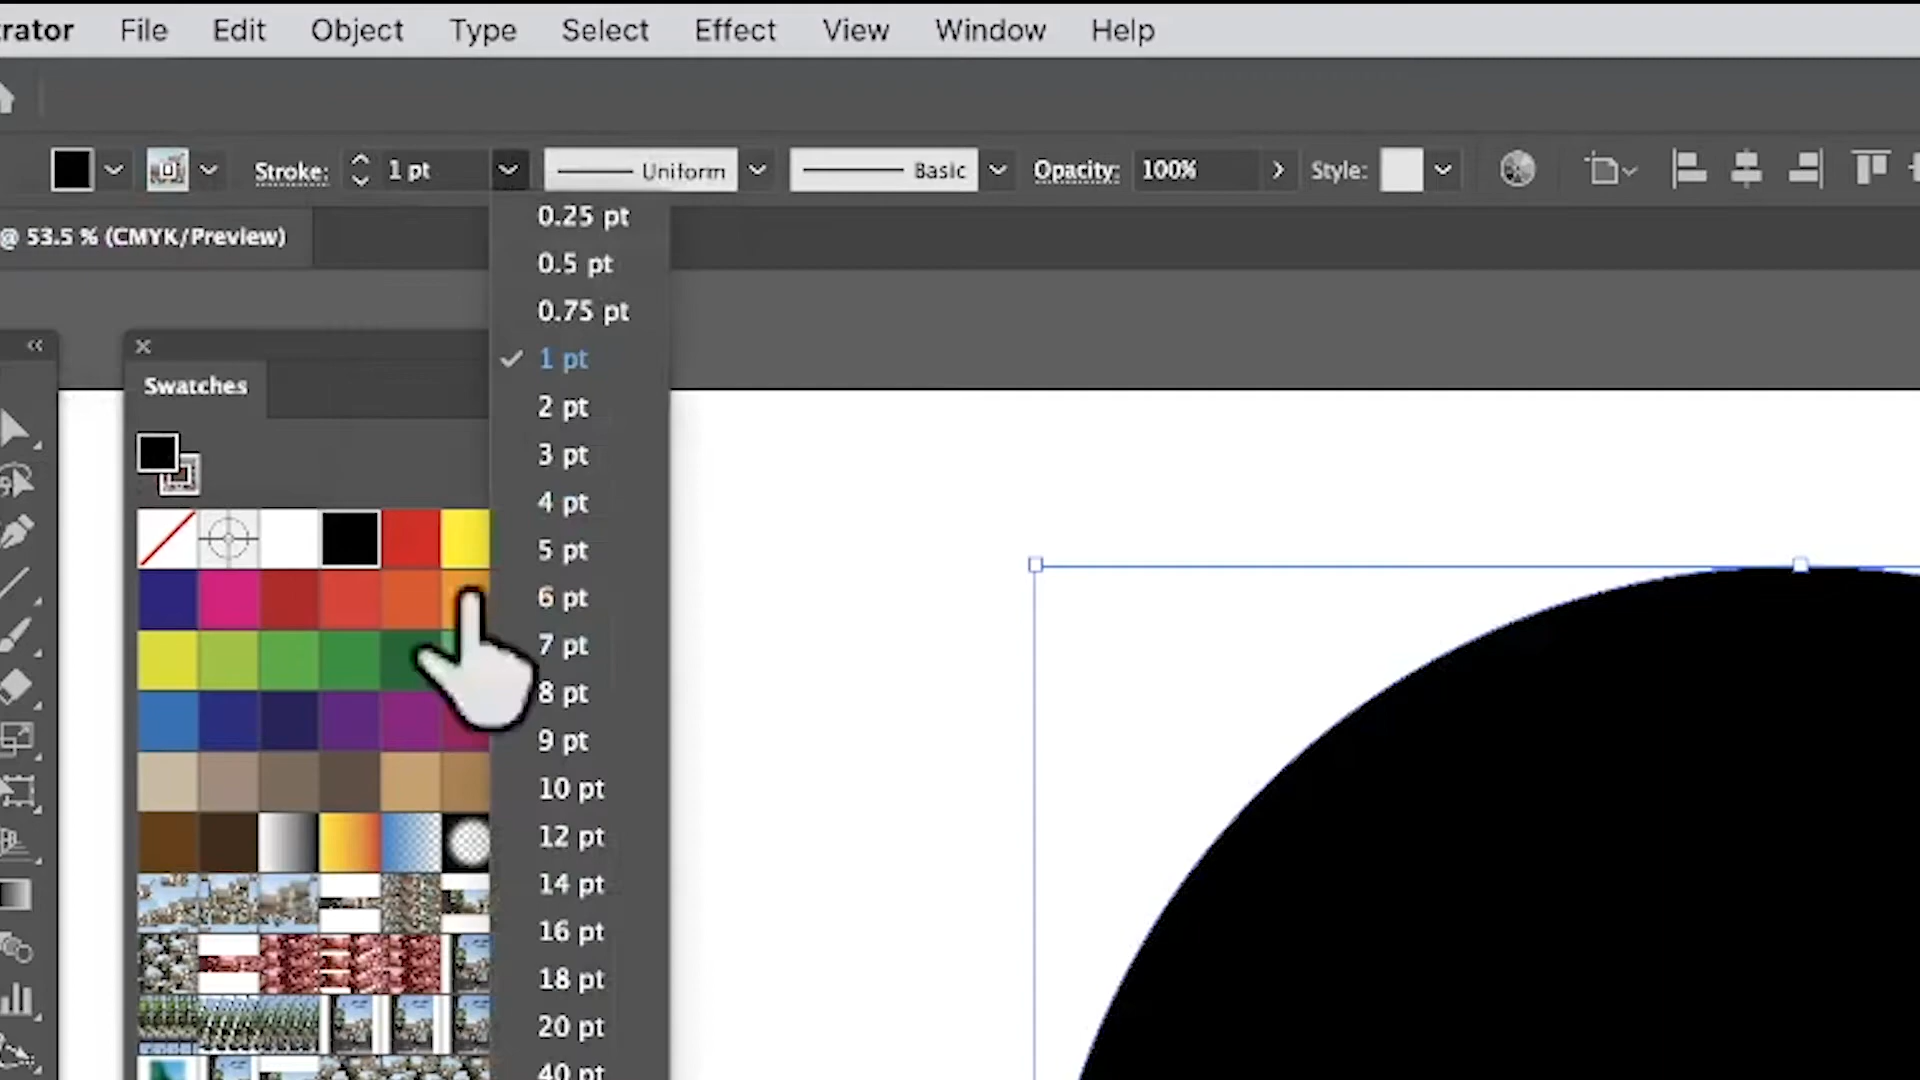 rator File Edit Object Type Select Effect View Window Help
Stroke: 1 pt Uniform Basic Opacity: 100% Style:
@ 53.5 % (CMYK/Preview)
Swatches
0.25 pt
0.5 pt
0.75 pt
1 pt
2 pt
3 pt
4 pt
5 pt
6 pt
7 pt
8 pt
9 pt
10 pt
12 pt
14 pt
16 pt
18 pt
20 pt
40 pt